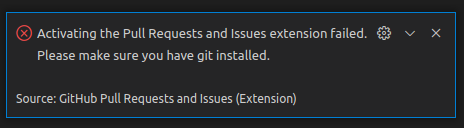 Activating the Pull Requests and Issues extension failed.
Please make sure you have git installed.
Source: GitHub Pull Requests and Issues (Extension)